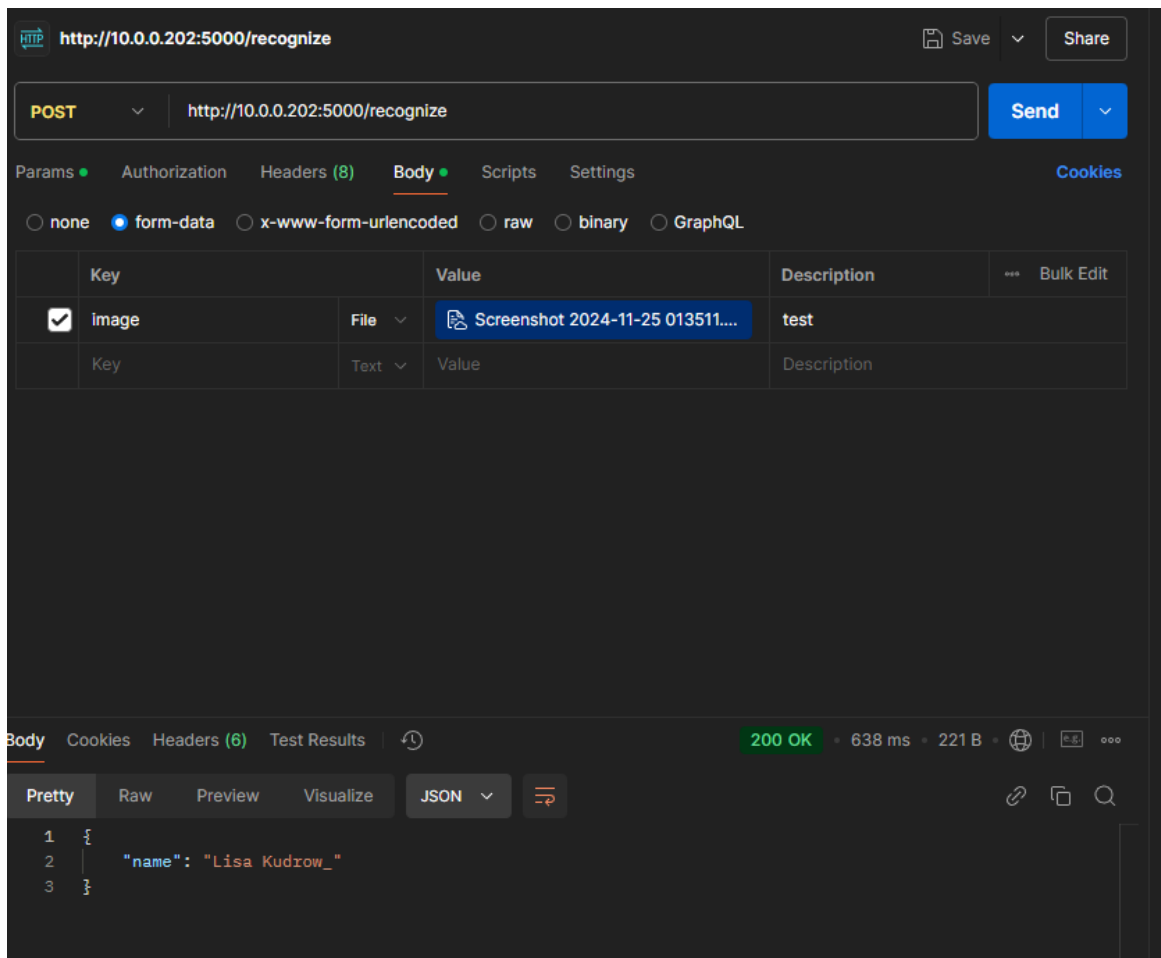 HTTP http://10.0.0.202:5000/recognize Save Share
POST http://10.0.0.202:5000/recognize Send
Params Authorization Headers (8) Body Scripts Settings Cookies
none form-data x-www-form-urlencoded raw binary GraphQL
Key Value Description Bulk Edit
image File Screenshot 2024-11-25 013511.... test
Key Text Value Description
Body Cookies Headers (6) Test Results 200 OK 638 ms 221 B e.g.
Pretty Raw Preview Visualize JSON
1 {
2 "name": "Lisa Kudrow_"
3 }